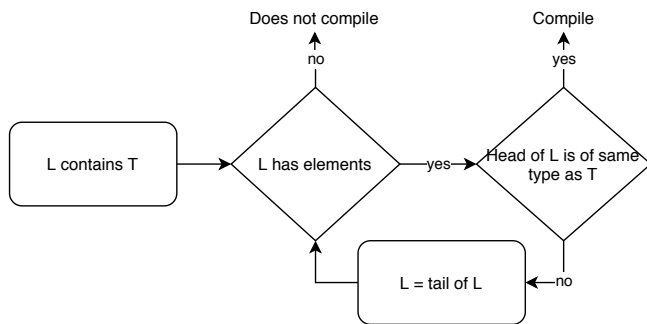 Does not compile
Compile
no
yes
L contains T
L has elements
yes
Head of L is of same
type as T
L = tail of L
no